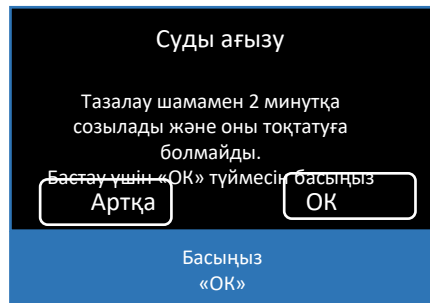 Суды ағызу
Тазалау шамамен 2 минутқа
созылады және оны тоқтатуға
болмайды.
Бастау үшін «ОК» түймесін басыңыз
Артқа
ОК
Басыңыз
«ОК»